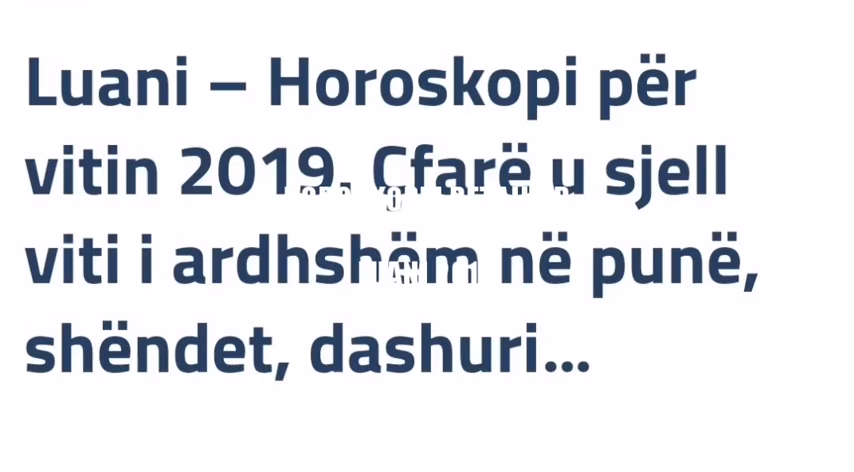 Luani – Horoskopi për
vitin 2019. Çfarë u sjell
viti i ardhshëm në punë,
shëndet, dashuri...